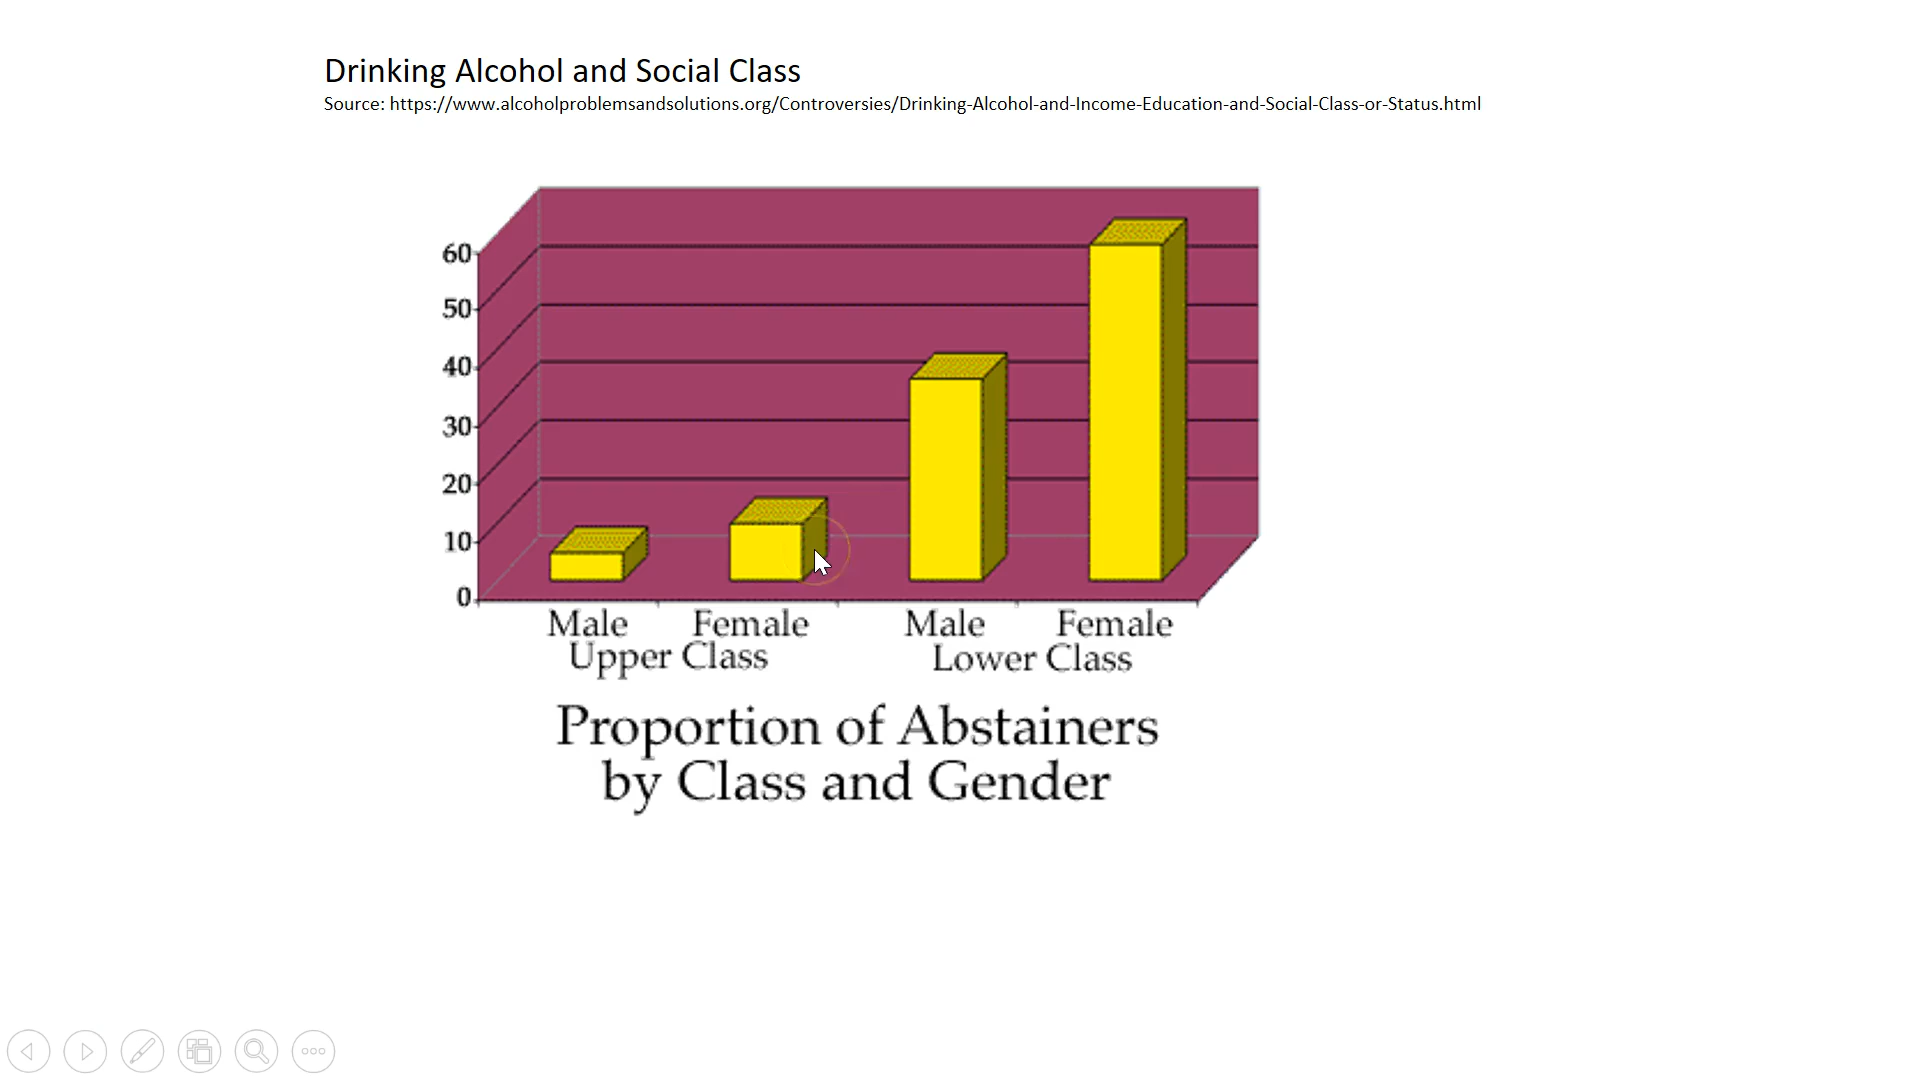 Drinking Alcohol and Social Class
Source: https://www.alcoholproblemsandsolutions.org/Controversies/Drinking-Alcohol-and-Income-Education-and-Social-Class-or-Status.html
60
50
40
30
20
10
0
Male Female Male Female
Upper Class Lower Class
Proportion of Abstainers
by Class and Gender